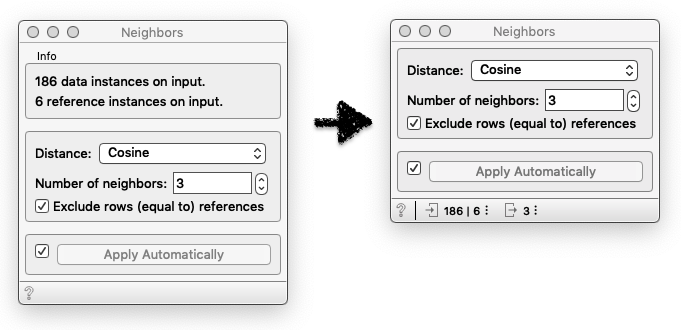 Neighbors
Info
186 data instances on input.
6 reference instances on input.
Distance: Cosine
Number of neighbors: 3
Exclude rows (equal to) references
Apply Automatically
?
Neighbors
Distance: Cosine
Number of neighbors: 3
Exclude rows (equal to) references
Apply Automatically
? 186 | 6 3